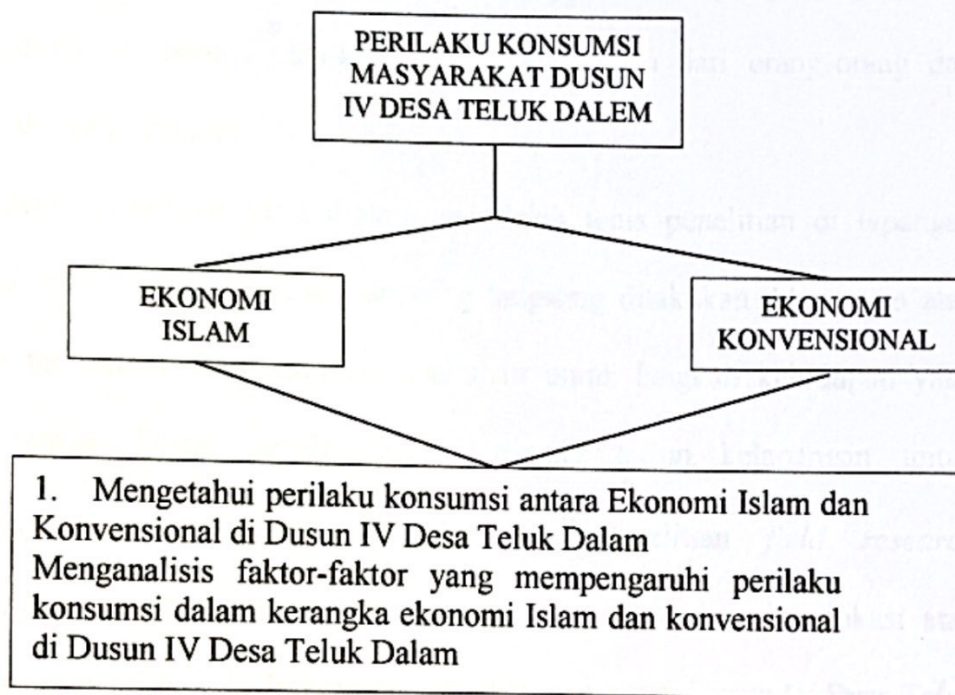 PERILAKU KONSUMSI
MASYARAKAT DUSUN
IV DESA TELUK DALEM
EKONOMI
ISLAM
EKONOMI
KONVENSIONAL
1. Mengetahui perilaku konsumsi antara Ekonomi Islam dan
Konvensional di Dusun IV Desa Teluk Dalam
Menganalisis faktor-faktor yang mempengaruhi perilaku
konsumsi dalam kerangka ekonomi Islam dan konvensional
di Dusun IV Desa Teluk Dalam